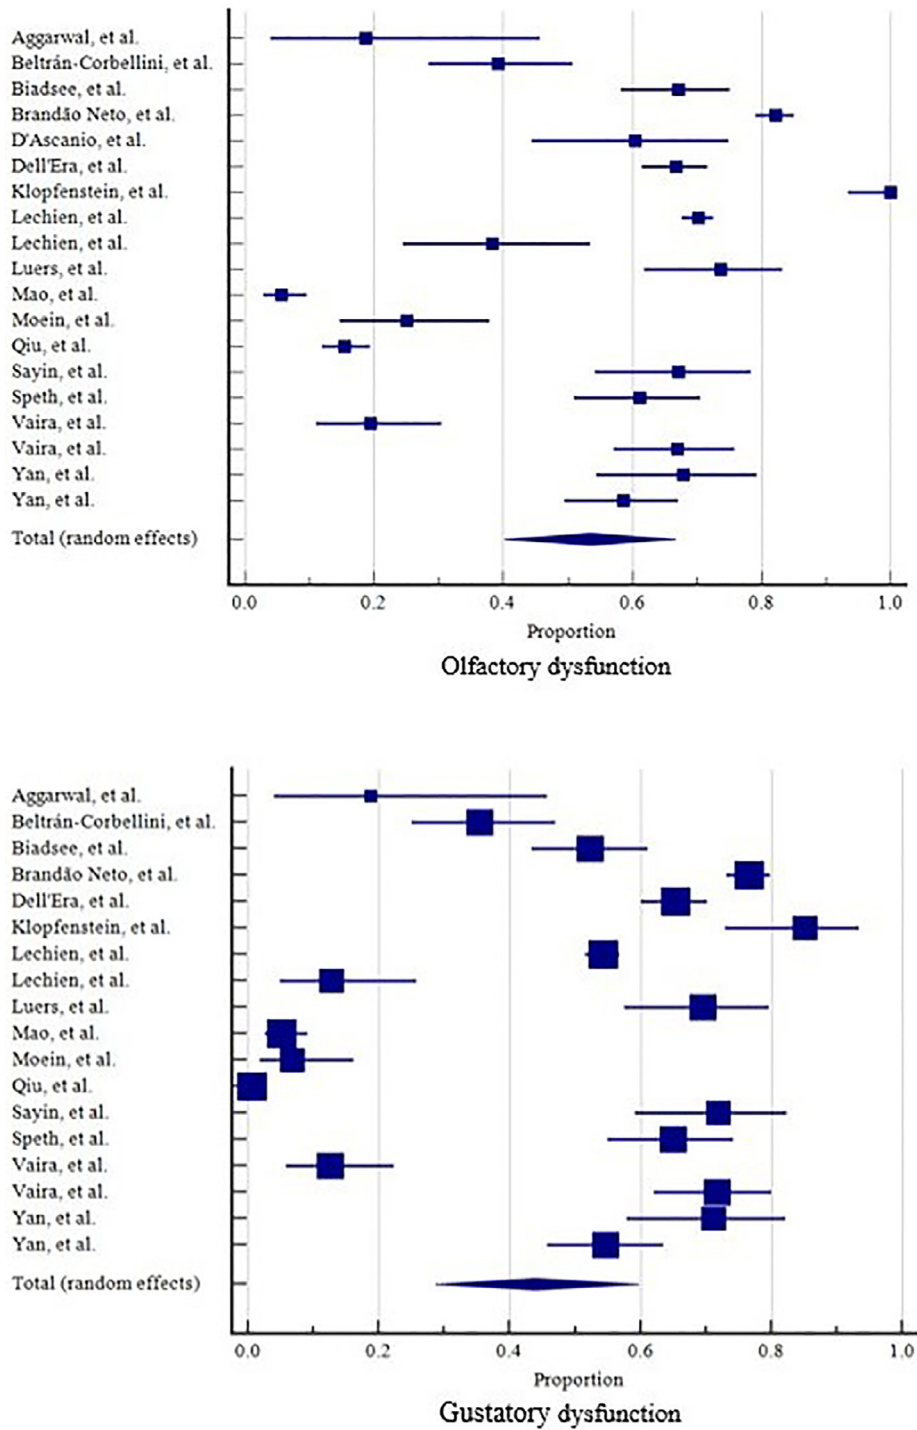 Aggarwal, et al.
Beltrán-Corbellini, et al.
Biadsee, et al.
Brandão Neto, et al.
D'Ascanio, et al.
Dell'Era, et al.
Klopfenstein, et al.
Lechien, et al.
Lechien, et al.
Luers, et al.
Mao, et al.
Moein, et al.
Qiu, et al.
Sayin, et al.
Speth, et al.
Vaira, et al.
Vaira, et al.
Yan, et al.
Yan, et al.
Total (random effects)
0.0 0.2 0.4 0.6 0.8 1.0
Proportion
Olfactory dysfunction
Aggarwal, et al.
Beltrán-Corbellini, et al.
Biadsee, et al.
Brandão Neto, et al.
Dell'Era, et al.
Klopfenstein, et al.
Lechien, et al.
Lechien, et al.
Luers, et al.
Mao, et al.
Moein, et al.
Qiu, et al.
Sayin, et al.
Speth, et al.
Vaira, et al.
Vaira, et al.
Yan, et al.
Yan, et al.
Total (random effects)
0.0 0.2 0.4 0.6 0.8 1.0
Proportion
Gustatory dysfunction